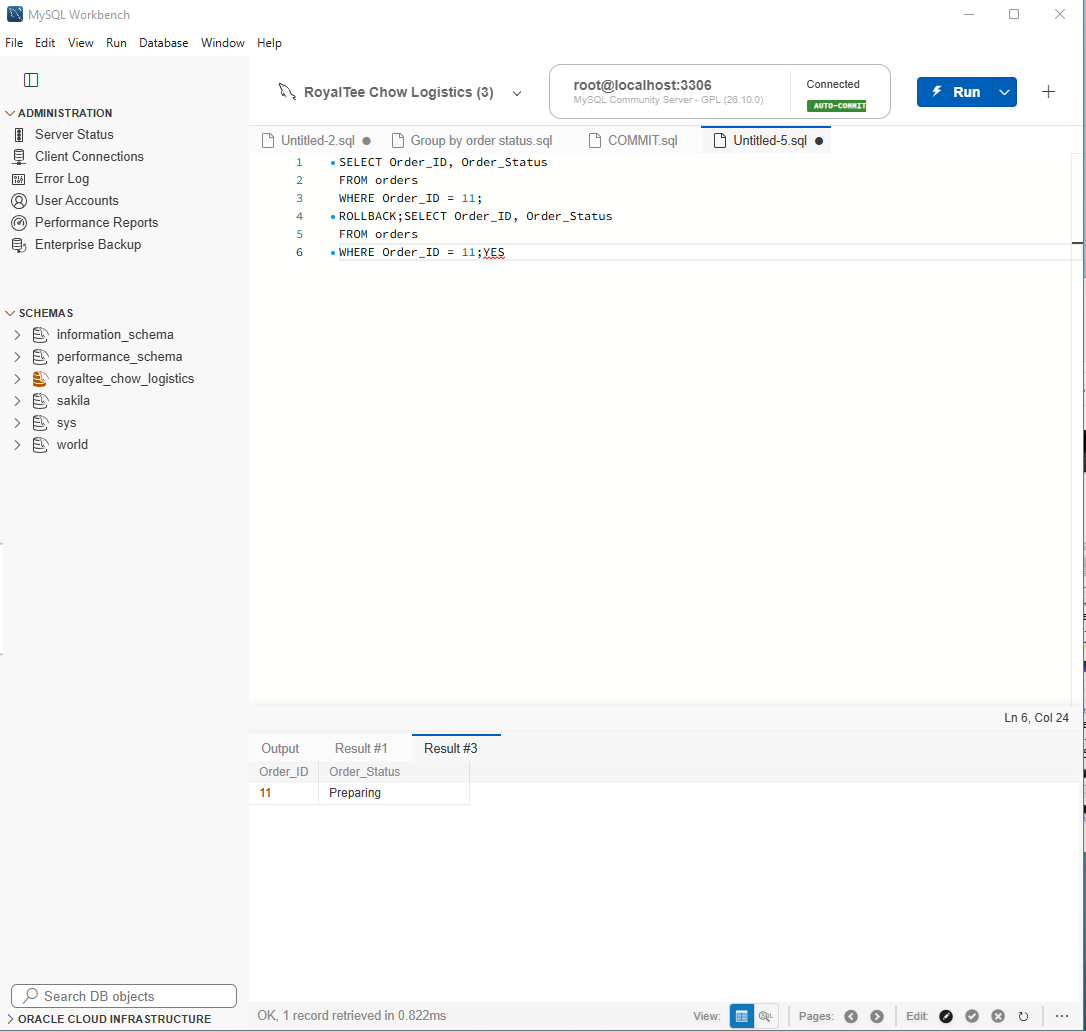 MySQL Workbench
File Edit View Run Database Window Help
RoyalTee Chow Logistics (3)
root@localhost:3306
MySQL Community Server - GPL (26.10.0)
Connected
AUTO-COMMIT
Run
ADMINISTRATION
Server Status
Client Connections
Error Log
User Accounts
Performance Reports
Enterprise Backup
SCHEMAS
information_schema
performance_schema
royaltee_chow_logistics
sakila
sys
world
Search DB objects
ORACLE CLOUD INFRASTRUCTURE
Untitled-2.sql Group by order status.sql COMMIT.sql Untitled-5.sql
1 SELECT Order_ID, Order_Status
2 FROM orders
3 WHERE Order_ID = 11;
4 ROLLBACK;SELECT Order_ID, Order_Status
5 FROM orders
6 WHERE Order_ID = 11;YES
Ln 6, Col 24
Output Result #1 Result #3
Order_ID Order_Status
11 Preparing
OK, 1 record retrieved in 0.822ms
View: Pages: Edit: